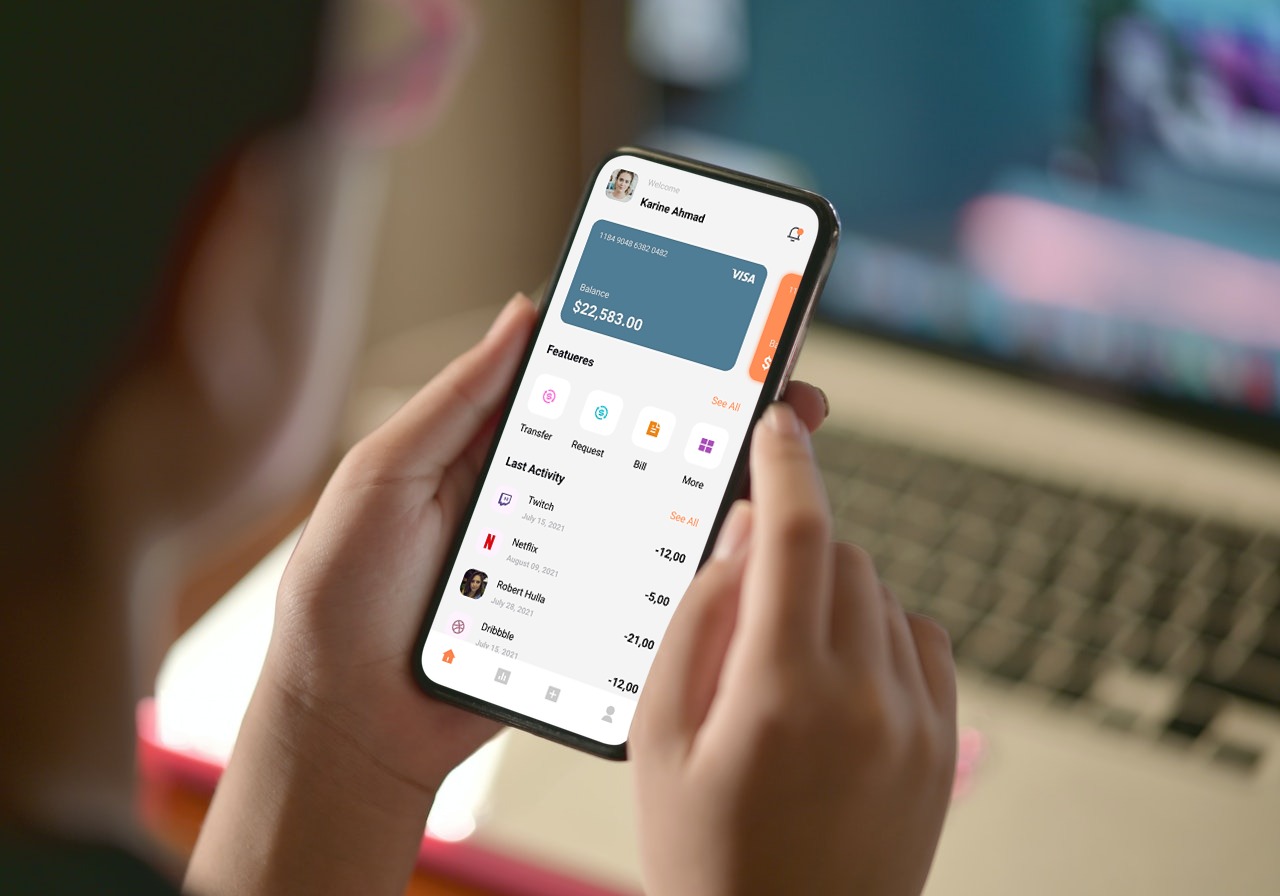 Welcome
Karine Ahmad
1184 9048 6382 0482
VISA
Balance
$22,583.00
11
Ba
$
Featueres
See All
Transfer
Request
Bill
More
Last Activity
See All
Twitch
July 15, 2021
-12,00
Netflix
August 09, 2021
-5,00
Robert Hulla
July 28, 2021
-21,00
Dribbble
July 15, 2021
-12,00